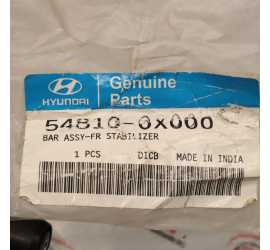 HYUNDAI
Genuine
Parts
54810-0X000
BAR ASSY-FR STABILIZER
1 PCS DICB MADE IN INDIA